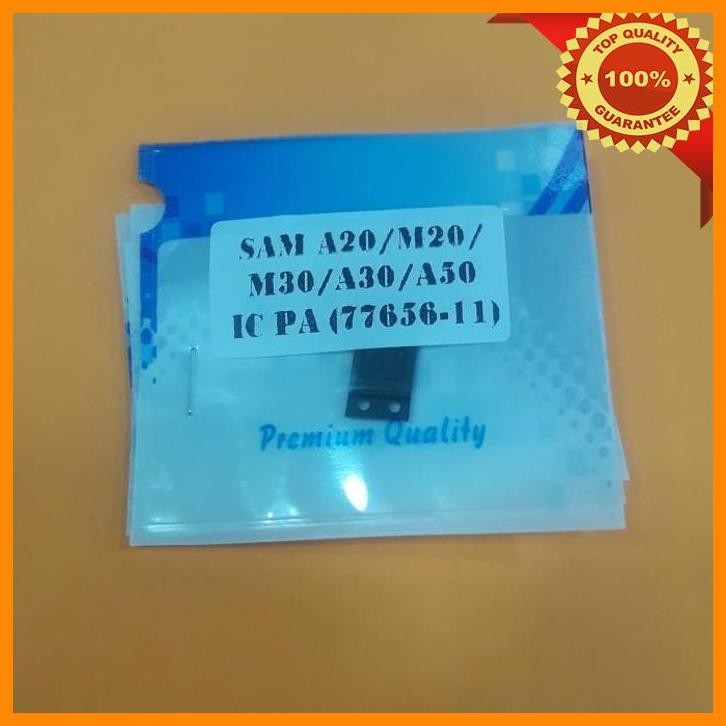 TOP QUALITY
100%
GUARANTEE
SAM A20/M20/
M30/A30/A50
IC PA (77656-11)
Premium Quality